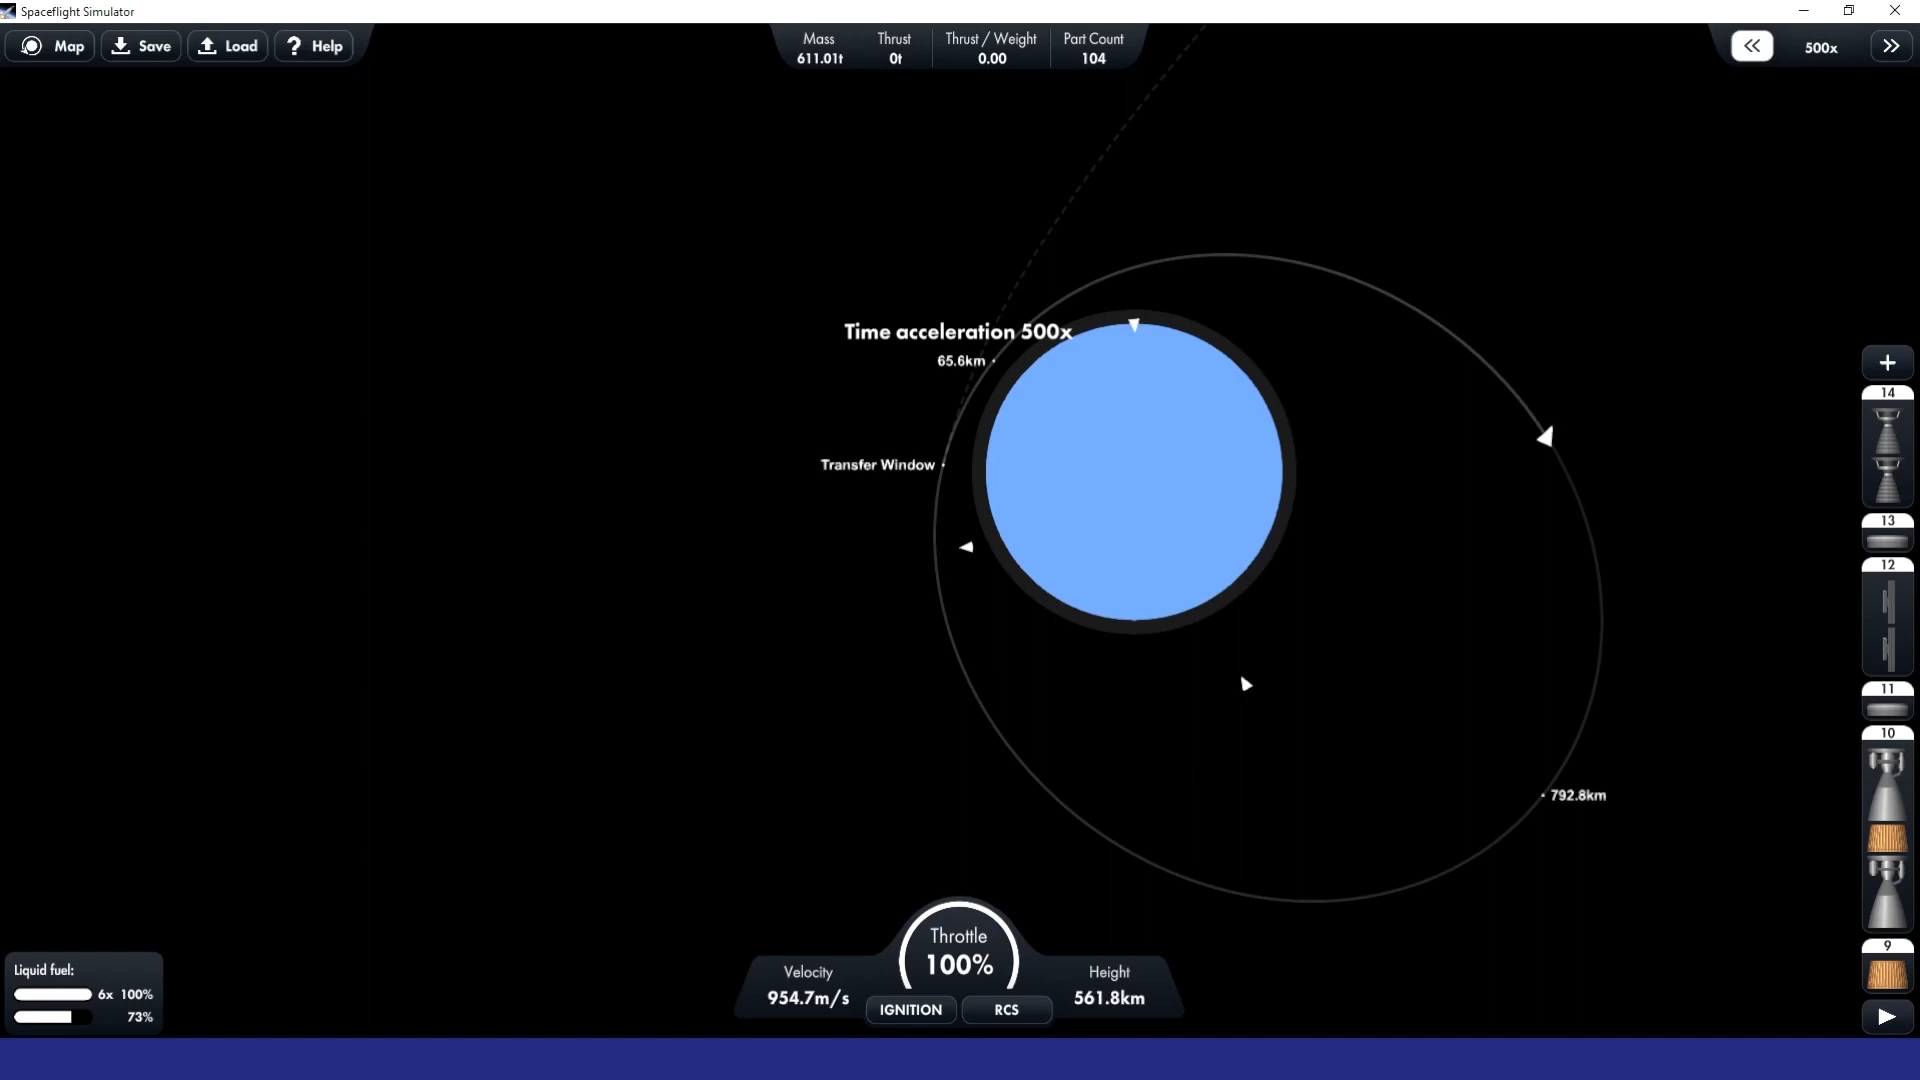 Spaceflight Simulator
Map
Save
Load
? Help
Mass
611.01t
Thrust
0t
Thrust / Weight
0.00
Part Count
104
500x
Time acceleration 500x
65.6km
Transfer Window
792.8km
+
14
13
12
11
10
9
Liquid fuel:
6x 100%
73%
Throttle
100%
Velocity
954.7m/s
Height
561.8km
IGNITION
RCS